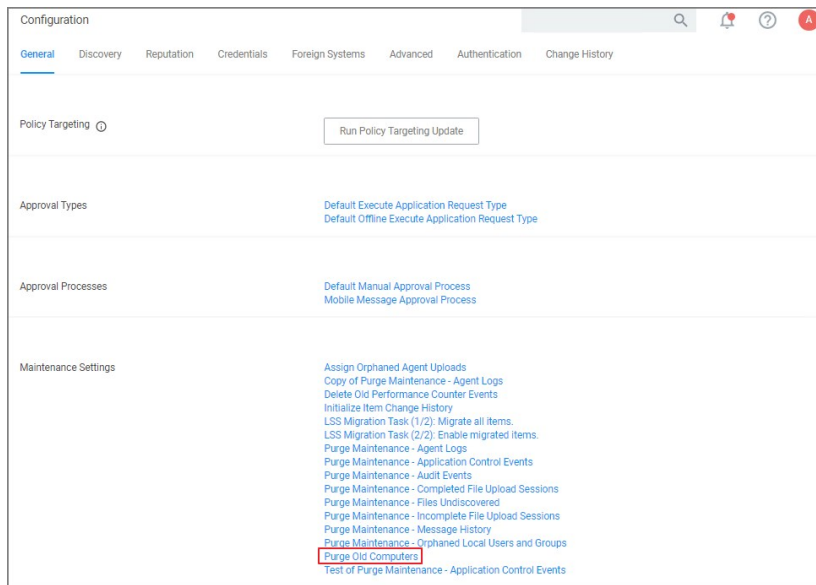 Configuration
A
General Discovery Reputation Credentials Foreign Systems Advanced Authentication Change History
Policy Targeting
Run Policy Targeting Update
Approval Types
Default Execute Application Request Type
Default Offline Execute Application Request Type
Approval Processes
Default Manual Approval Process
Mobile Message Approval Process
Maintenance Settings
Assign Orphaned Agent Uploads
Copy of Purge Maintenance - Agent Logs
Delete Old Performance Counter Events
Initialize Item Change History
LSS Migration Task (1/2): Migrate all items.
LSS Migration Task (2/2): Enable migrated items.
Purge Maintenance - Agent Logs
Purge Maintenance - Application Control Events
Purge Maintenance - Audit Events
Purge Maintenance - Completed File Upload Sessions
Purge Maintenance - Files Undiscovered
Purge Maintenance - Incomplete File Upload Sessions
Purge Maintenance - Message History
Purge Maintenance - Orphaned Local Users and Groups
Purge Old Computers
Test of Purge Maintenance - Application Control Events